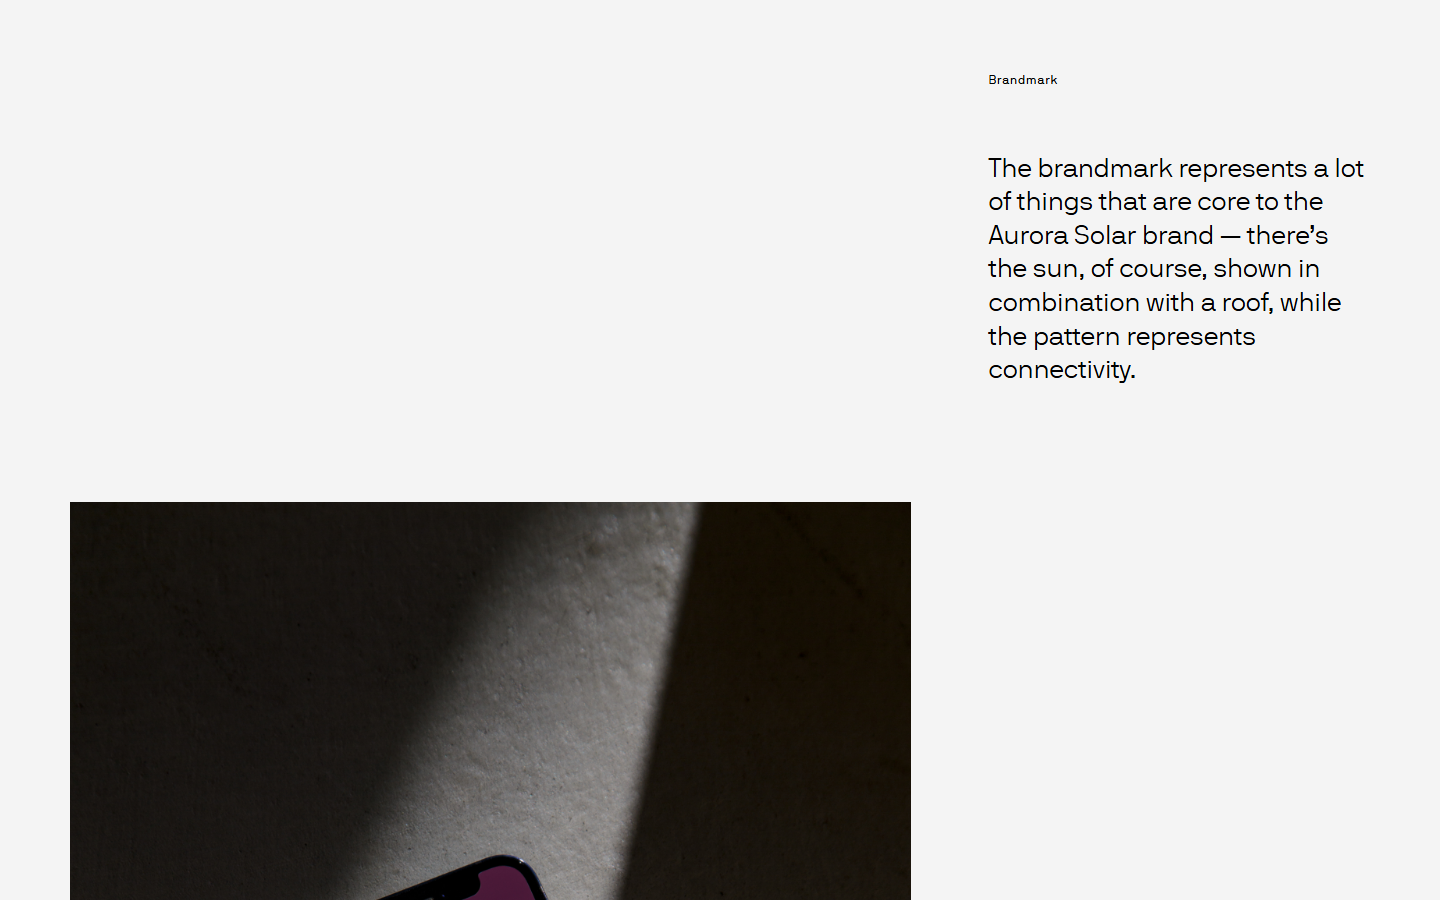 Brandmark
The brandmark represents a lot
of things that are core to the
Aurora Solar brand — there’s
the sun, of course, shown in
combination with a roof, while
the pattern represents
connectivity.